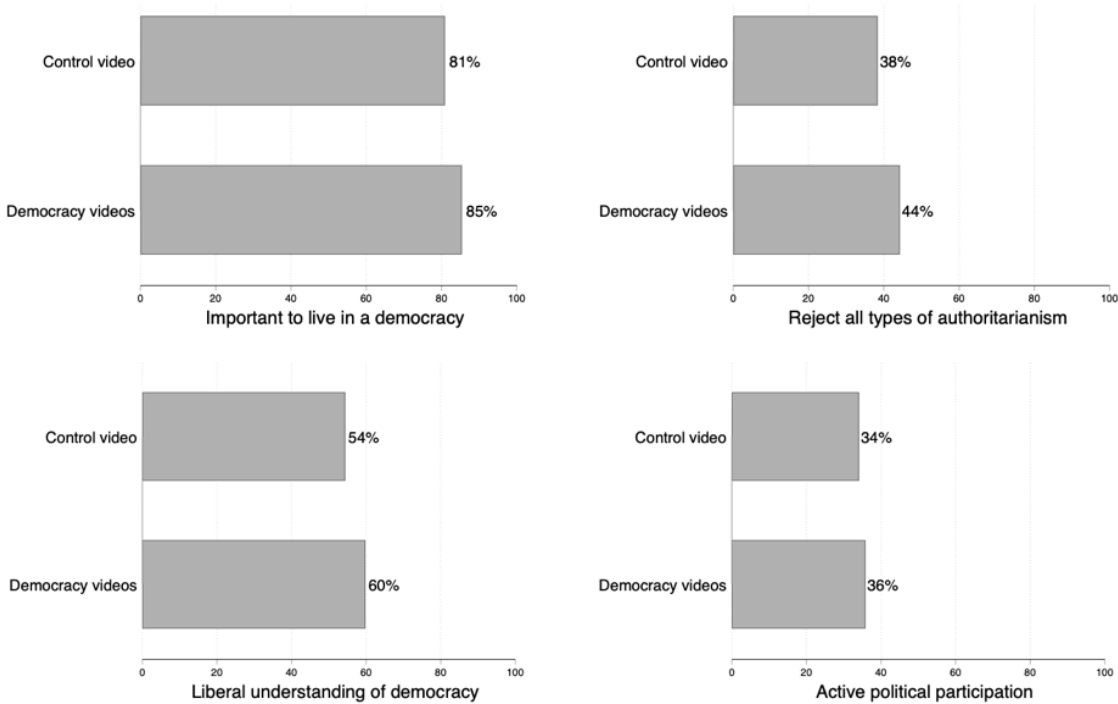 Control video
81%
Democracy videos
85%
0 20 40 60 80 100
Important to live in a democracy
Control video
38%
Democracy videos
44%
0 20 40 60 80 100
Reject all types of authoritarianism
Control video
54%
Democracy videos
60%
0 20 40 60 80 100
Liberal understanding of democracy
Control video
34%
Democracy videos
36%
0 20 40 60 80 100
Active political participation